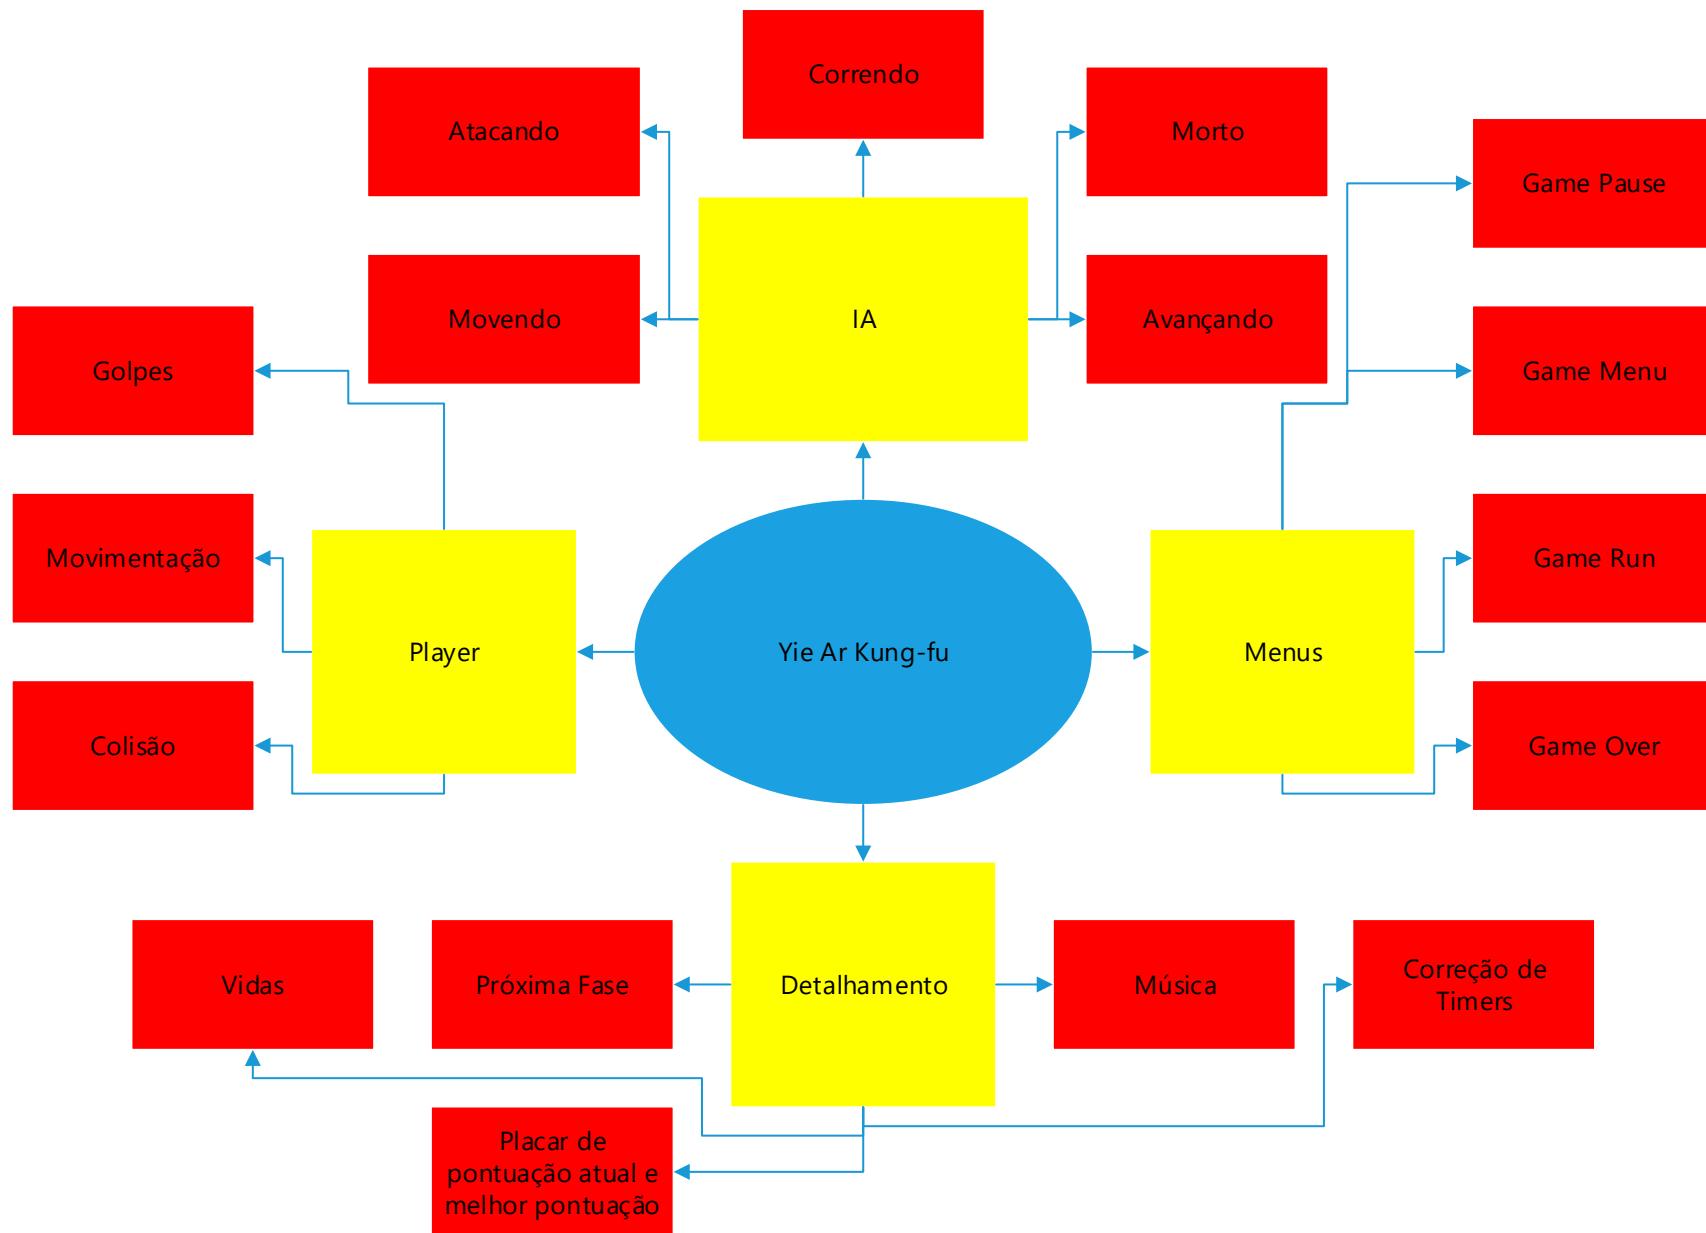 Correndo
Atacando
Morto
Game Pause
Movendo
IA
Avançando
Golpes
Game Menu
Movimentação
Game Run
Player
Yie Ar Kung-fu
Menus
Colisão
Game Over
Vidas
Próxima Fase
Detalhamento
Música
Correção de
Timers
Placar de
pontuação atual e
melhor pontuação